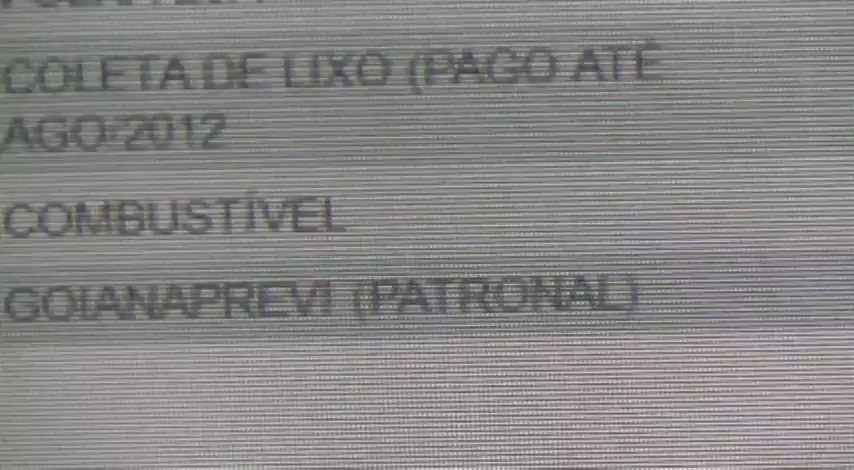 COLETA DE LIXO (PAGO ATÉ
AGO-2012
COMBUSTÍVEL
GOIANAPREVI (PATRONAL)